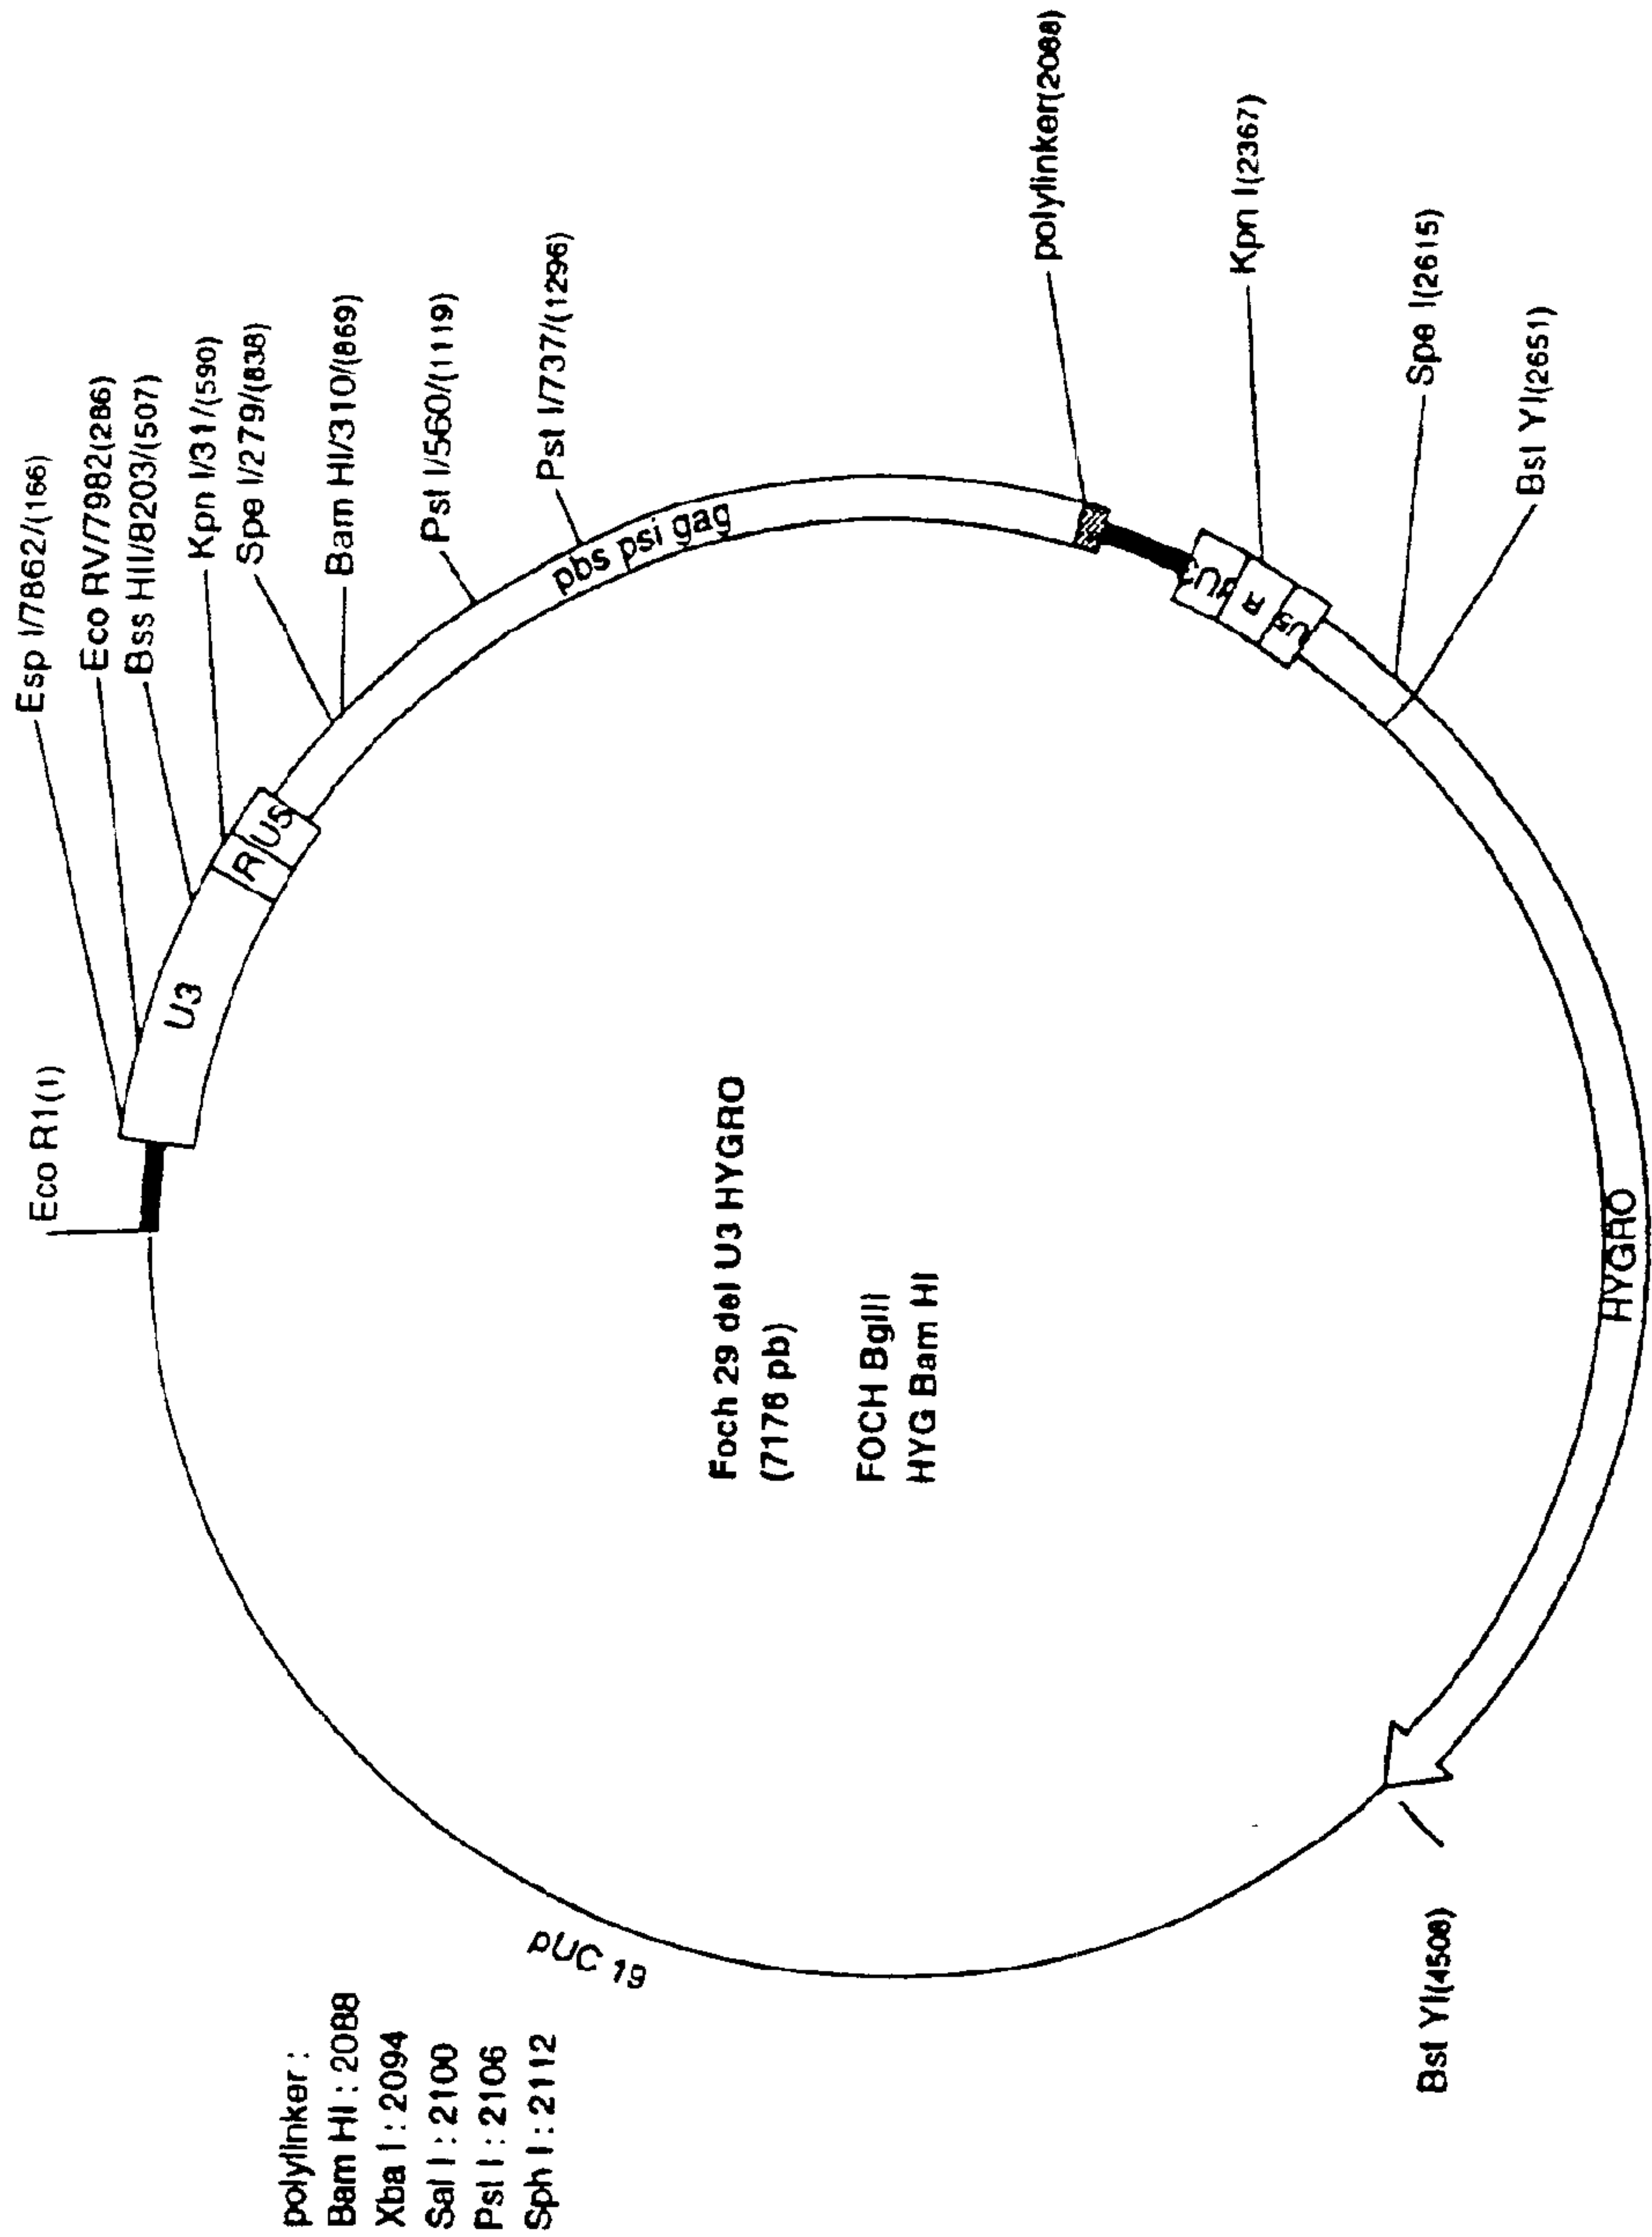 Eco R1(1)
Esp I/7862/(166)
Eco RV/7982(286)
Bss HII/8203/(507)
Kpn I/31/(590)
Spe I/279/(838)
Bam HI/310/(869)
Pst I/560/(1119)
Pst I/737/(1296)
polylinker(2088)
Kpn I(2367)
Spe I(2615)
Bst YI(2651)
U3
R
U5
pbs psi gag
R
U5
HYGRO
Foch 29 del U3 HYGRO
(7178 pb)
FOCH BglII
HYG Bam HI
pUC 19
Bst YI(4508)
polylinker :
Bam HI : 2088
Xba I : 2094
Sal I : 2100
Pst I : 2106
Sph I : 2112